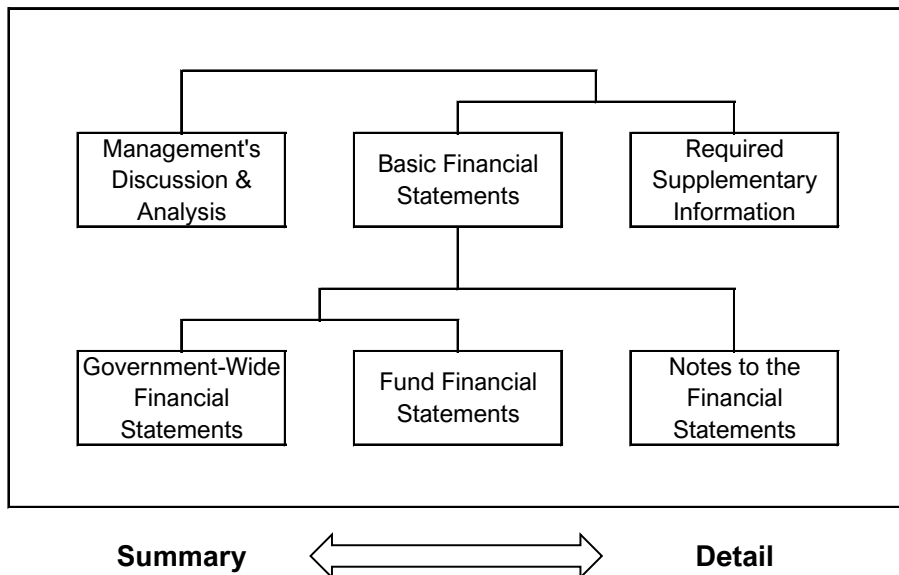 Management's
Discussion &
Analysis
Basic Financial
Statements
Required
Supplementary
Information
Government-Wide
Financial
Statements
Fund Financial
Statements
Notes to the
Financial
Statements
Summary
Detail